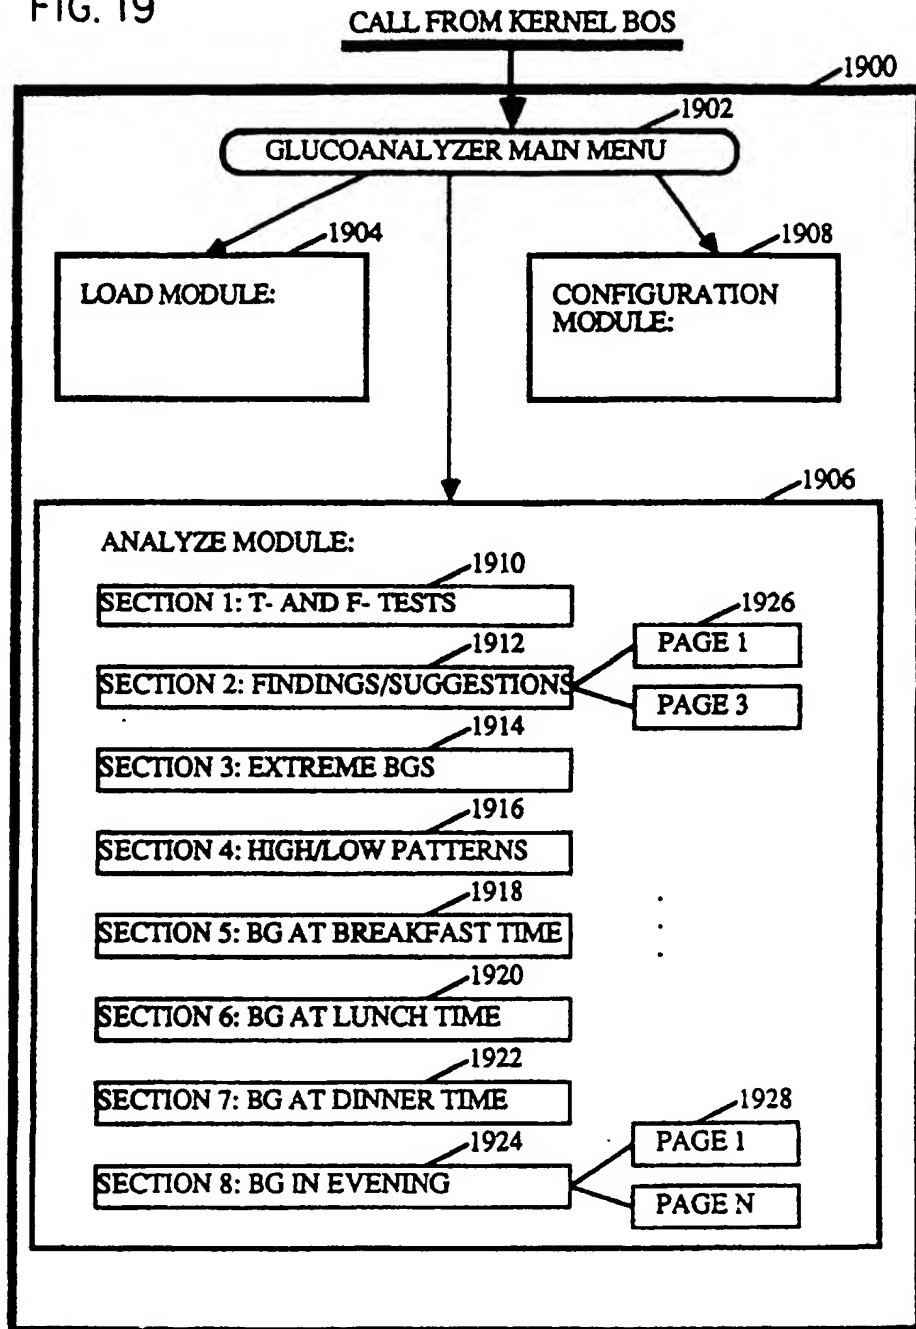 FIG. 19
CALL FROM KERNEL BOS
1900
1902
GLUCOANALYZER MAIN MENU
1904
1908
LOAD MODULE:
CONFIGURATION
MODULE:
1906
ANALYZE MODULE:
1910
SECTION 1: T- AND F- TESTS
1926
PAGE 1
1912
SECTION 2: FINDINGS/SUGGESTIONS
PAGE 3
1914
SECTION 3: EXTREME BGS
1916
SECTION 4: HIGH/LOW PATTERNS
1918
SECTION 5: BG AT BREAKFAST TIME
1920
SECTION 6: BG AT LUNCH TIME
1922
SECTION 7: BG AT DINNER TIME
1928
PAGE 1
1924
SECTION 8: BG IN EVENING
PAGE N